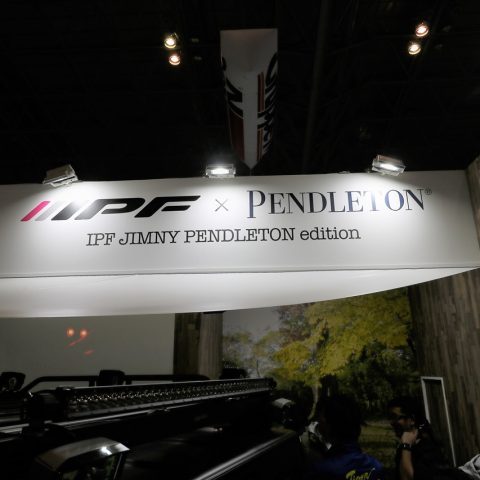 IPF × PENDLETON®
IPF JIMNY PENDLETON edition